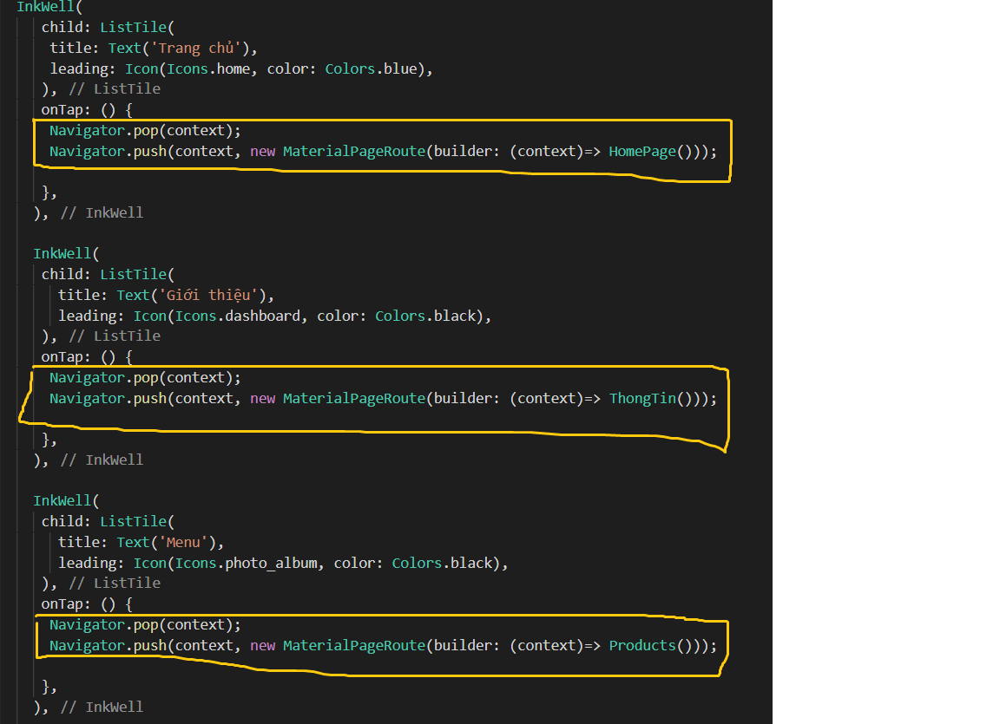 InkWell(
child: ListTile(
title: Text('Trang chủ'),
leading: Icon(Icons.home, color: Colors.blue),
), // ListTile
onTap: () {
Navigator.pop(context);
Navigator.push(context, new MaterialPageRoute(builder: (context)=> HomePage()));
},
), // InkWell
InkWell(
child: ListTile(
title: Text('Giới thiệu'),
leading: Icon(Icons.dashboard, color: Colors.black),
), // ListTile
onTap: () {
Navigator.pop(context);
Navigator.push(context, new MaterialPageRoute(builder: (context)=> ThongTin()));
},
), // InkWell
InkWell(
child: ListTile(
title: Text('Menu'),
leading: Icon(Icons.photo_album, color: Colors.black),
), // ListTile
onTap: () {
Navigator.pop(context);
Navigator.push(context, new MaterialPageRoute(builder: (context)=> Products()));
},
), // InkWell